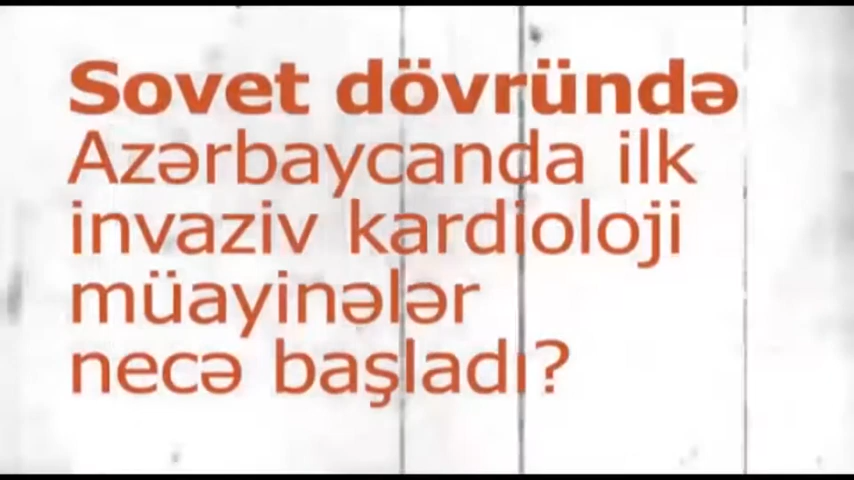 Sovet dövründə
Azərbaycanda ilk
invaziv kardioloji
müayinələr
necə başladı?